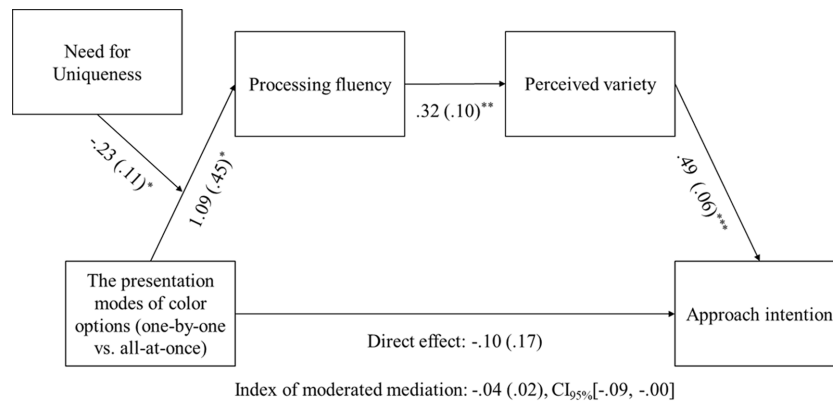 Need for
Uniqueness
Processing fluency
Perceived variety
.32 (.10)**
-.23 (.11)*
1.09 (.45)*
.49 (.06)***
The presentation
modes of color
options (one-by-one
vs. all-at-once)
Approach intention
Direct effect: -.10 (.17)
Index of moderated mediation: -.04 (.02), CI95%[-.09, -.00]